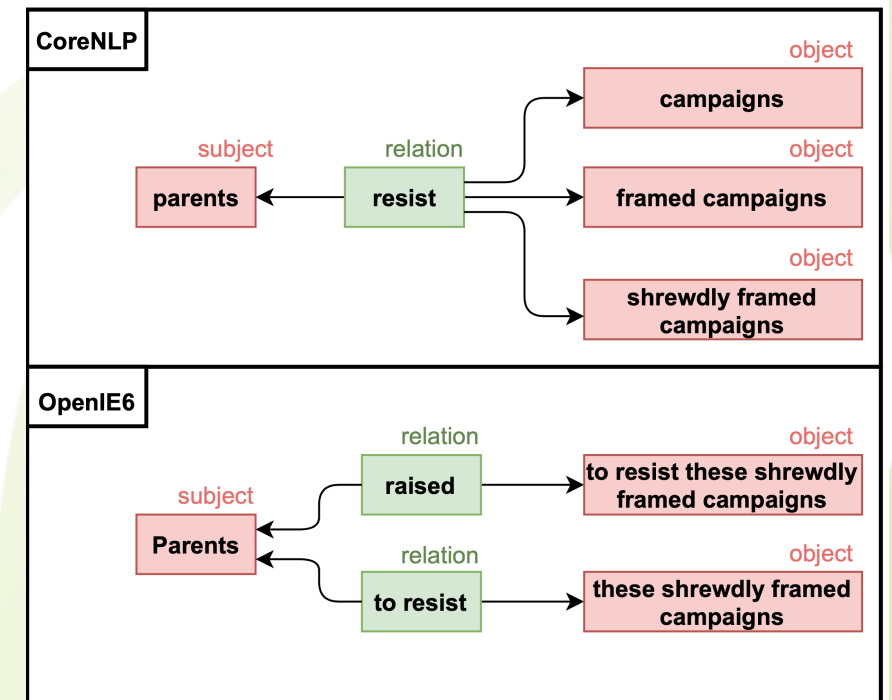 CoreNLP
object
campaigns
subject
relation
object
parents
resist
framed campaigns
object
shrewdly framed
campaigns
OpenIE6
relation
object
raised
to resist these shrewdly
framed campaigns
subject
Parents
relation
object
to resist
these shrewdly framed
campaigns